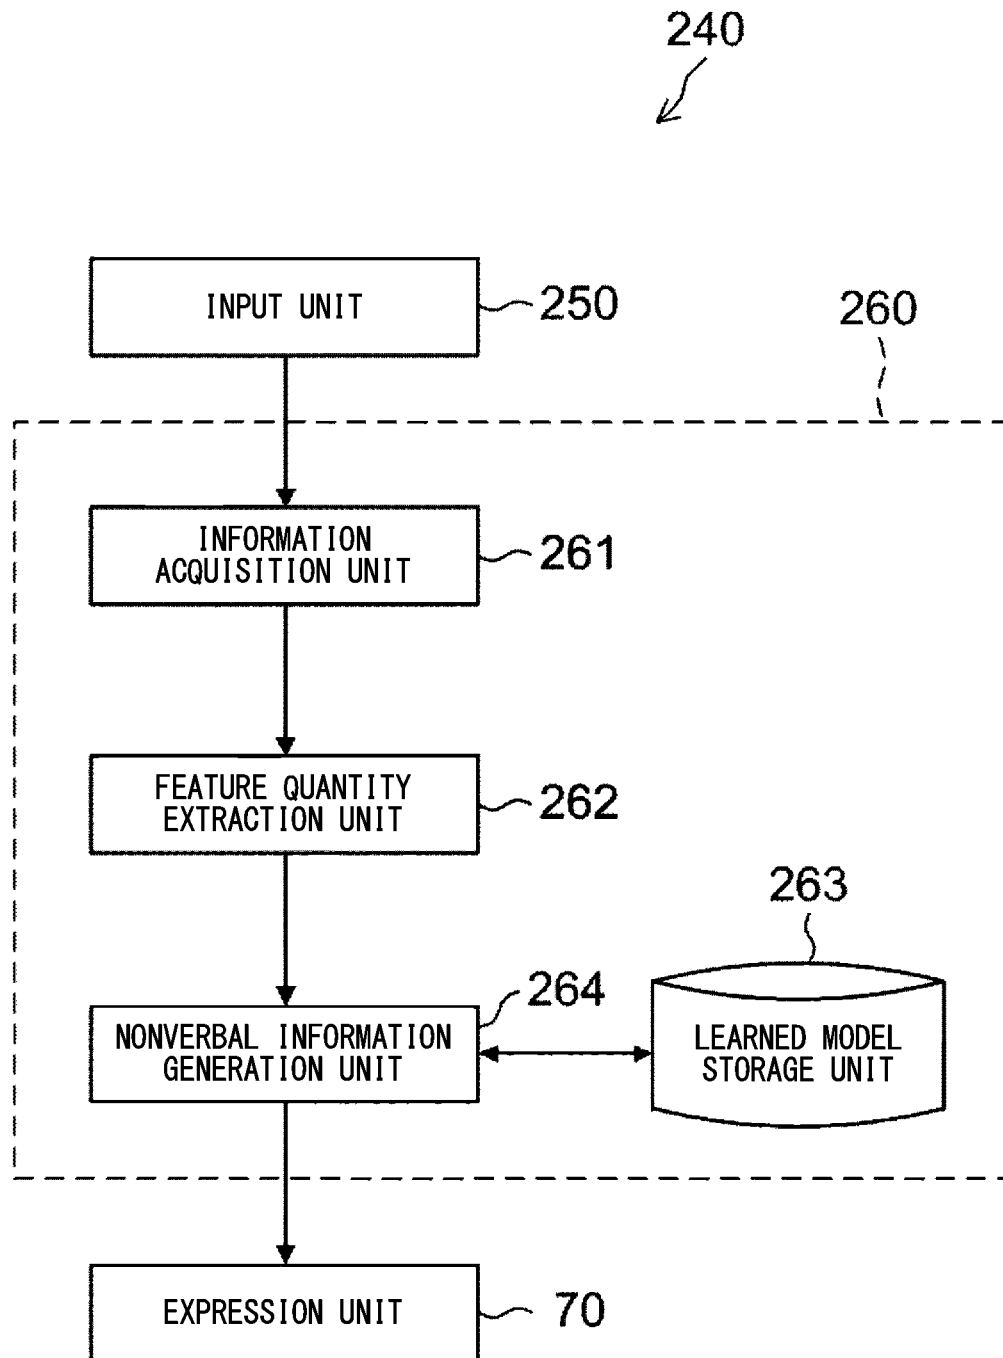 240
INPUT UNIT
250
260
INFORMATION
ACQUISITION UNIT
261
FEATURE QUANTITY
EXTRACTION UNIT
262
263
264
NONVERBAL INFORMATION
GENERATION UNIT
LEARNED MODEL
STORAGE UNIT
EXPRESSION UNIT
70